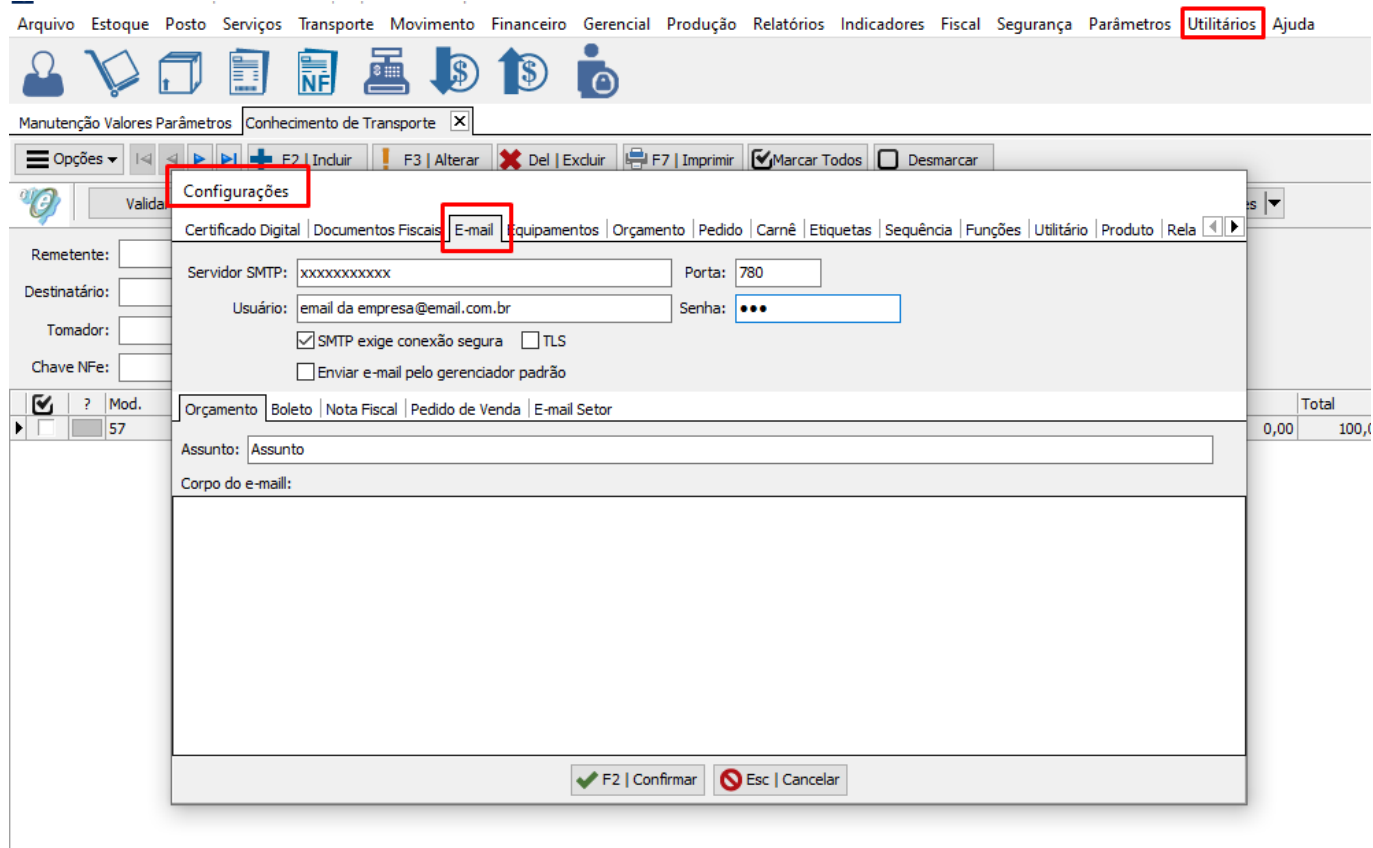 Arquivo Estoque Posto Serviços Transporte Movimento Financeiro Gerencial Produção Relatórios Indicadores Fiscal Segurança Parâmetros Utilitários Ajuda
NF
Manutenção Valores Parâmetros Conhecimento de Transporte
Opções F2 | Incluir F3 | Alterar Del | Excluir F7 | Imprimir Marcar Todos Desmarcar
Valida
Configurações
Certificado Digital Documentos Fiscais E-mail Equipamentos Orçamento Pedido Carnê Etiquetas Sequência Funções Utilitário Produto Rela
Remetente:
Destinatário:
Tomador:
Chave NFe:
Servidor SMTP: xxxxxxxxxxx Porta: 780
Usuário: email da empresa@email.com.br Senha: •••
SMTP exige conexão segura TLS
Enviar e-mail pelo gerenciador padrão
? Mod. Total
57 0,00 100,0
Orçamento Boleto Nota Fiscal Pedido de Venda E-mail Setor
Assunto: Assunto
Corpo do e-maill:
F2 | Confirmar Esc | Cancelar